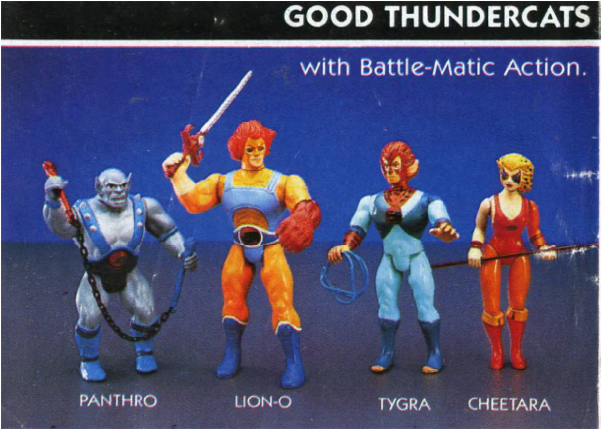 GOOD THUNDERCATS
with Battle-Matic Action.
PANTHRO LION-O TYGRA CHEETARA